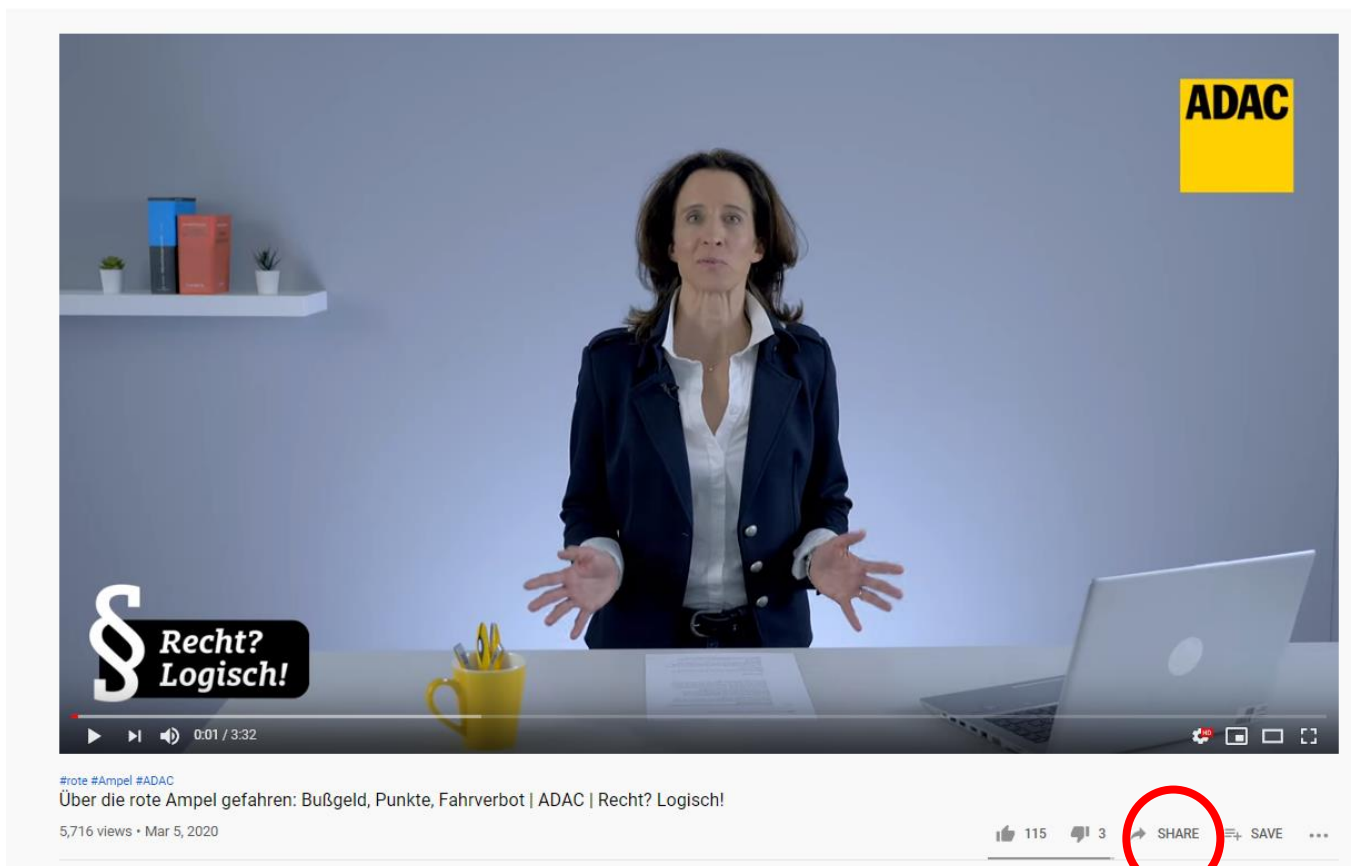 ADAC
§ Recht?
Logisch!
0:01 / 3:32
HD
#rote #Ampel #ADAC
Über die rote Ampel gefahren: Bußgeld, Punkte, Fahrverbot | ADAC | Recht? Logisch!
5,716 views • Mar 5, 2020
115 3 SHARE SAVE